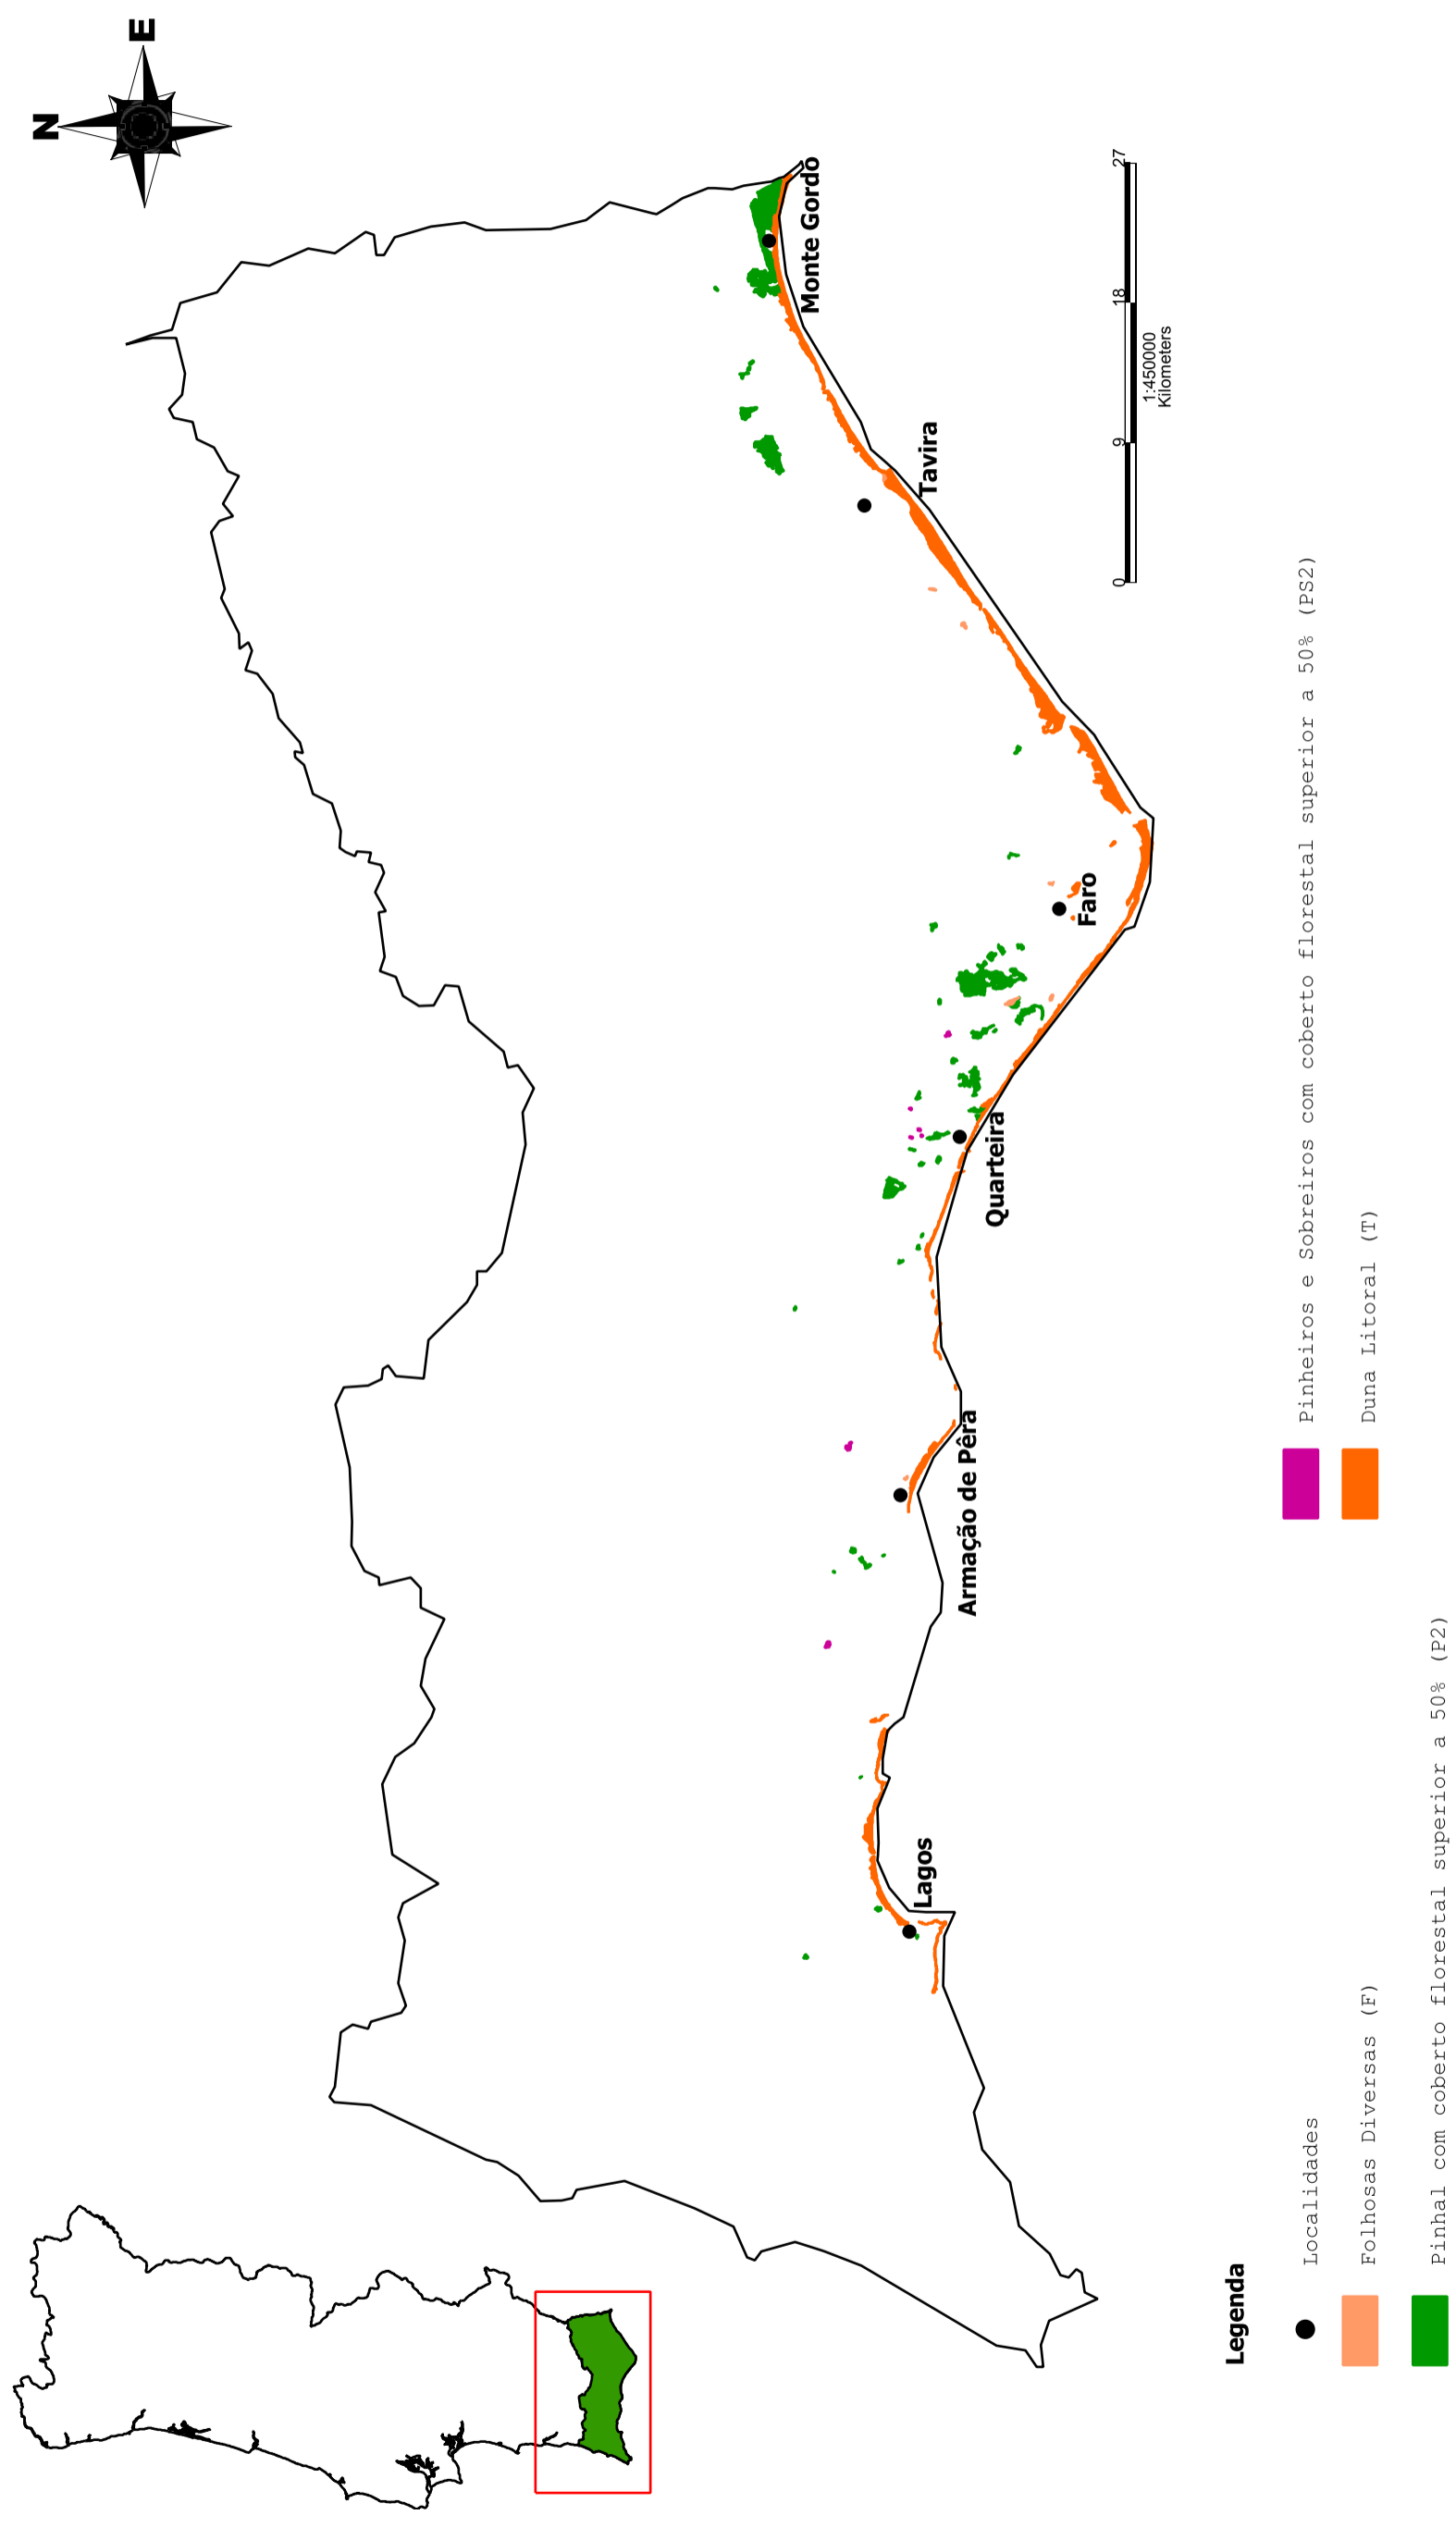 N
E
Monte Gordo
Tavira
Faro
Quarteira
Armação de Pêra
Lagos
0 9 18 27
1:450000
Kilometers
Legenda
Localidades
Folhosas Diversas (F)
Pinhal com coberto florestal superior a 50% (P2)
Pinheiros e Sobreiros com coberto florestal superior a 50% (PS2)
Duna Litoral (T)